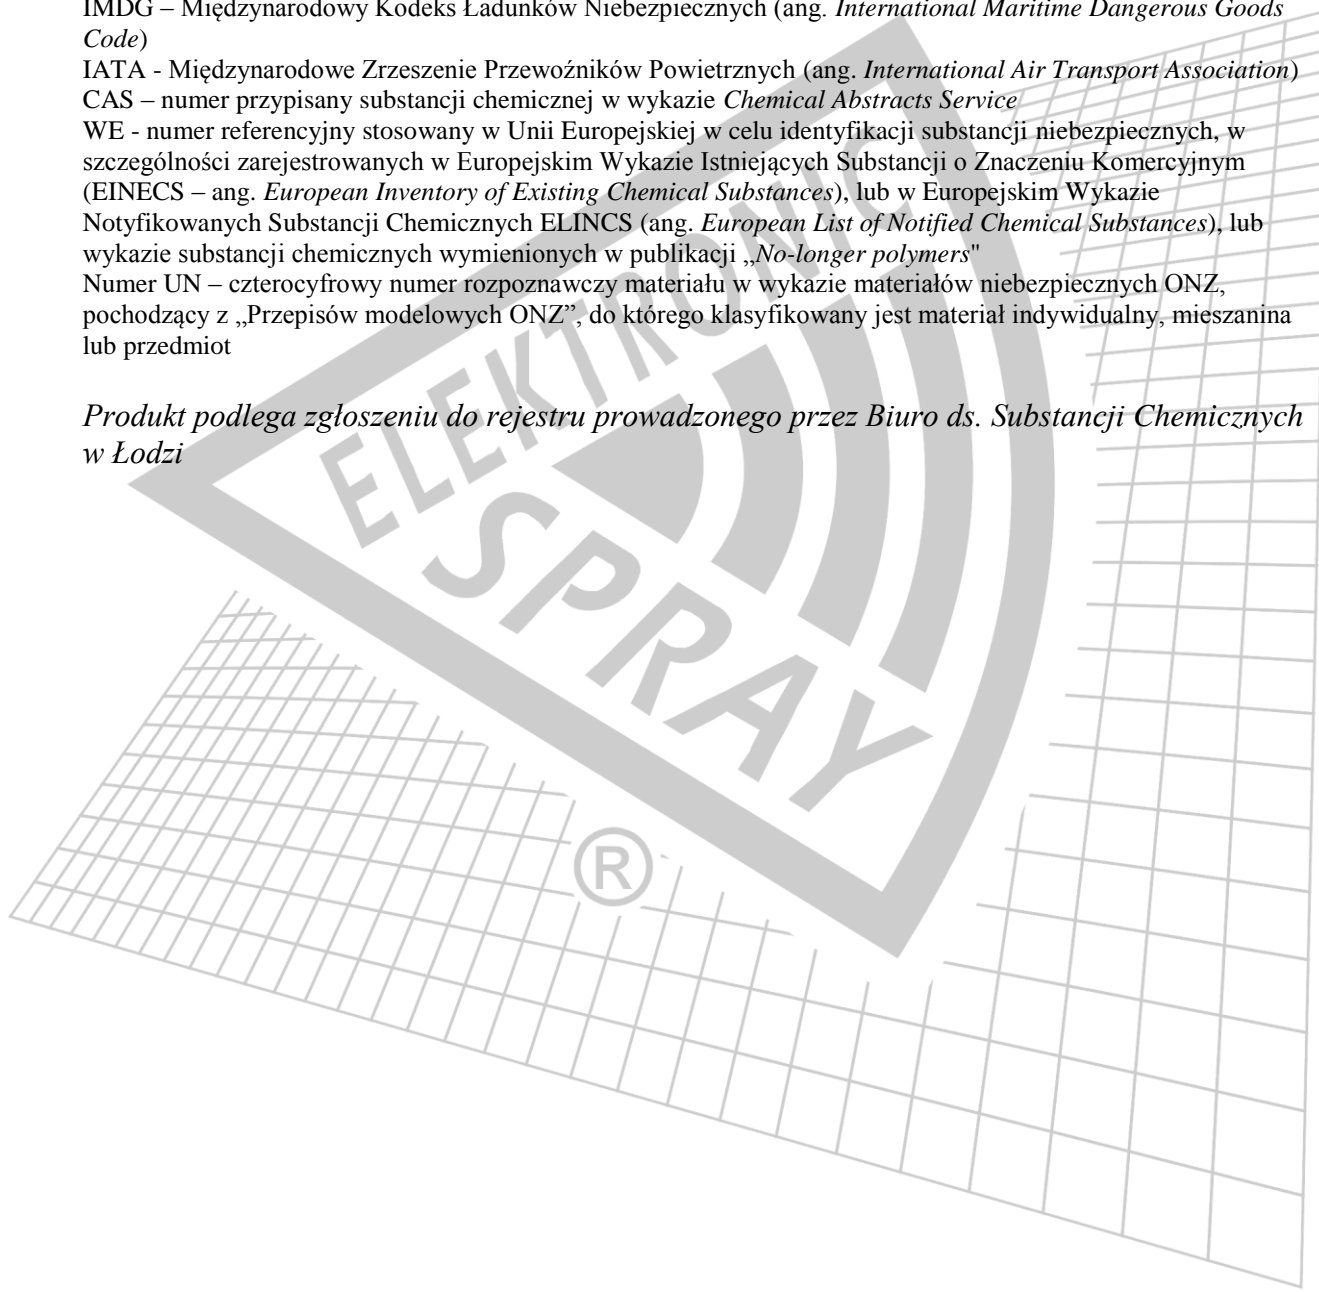 IMDG – Międzynarodowy Kodeks Ładunków Niebezpiecznych (ang. International Maritime Dangerous Goods
Code)
IATA - Międzynarodowe Zrzeszenie Przewoźników Powietrznych (ang. International Air Transport Association)
CAS – numer przypisany substancji chemicznej w wykazie Chemical Abstracts Service
WE - numer referencyjny stosowany w Unii Europejskiej w celu identyfikacji substancji niebezpiecznych, w
szczególności zarejestrowanych w Europejskim Wykazie Istniejących Substancji o Znaczeniu Komercyjnym
(EINECS – ang. European Inventory of Existing Chemical Substances), lub w Europejskim Wykazie
Notyfikowanych Substancji Chemicznych ELINCS (ang. European List of Notified Chemical Substances), lub
wykazie substancji chemicznych wymienionych w publikacji „No-longer polymers"
Numer UN – czterocyfrowy numer rozpoznawczy materiału w wykazie materiałów niebezpiecznych ONZ,
pochodzący z „Przepisów modelowych ONZ”, do którego klasyfikowany jest materiał indywidualny, mieszanina
lub przedmiot
Produkt podlega zgłoszeniu do rejestru prowadzonego przez Biuro ds. Substancji Chemicznych
w Łodzi
ELEKTRONIC
SPRAY
®